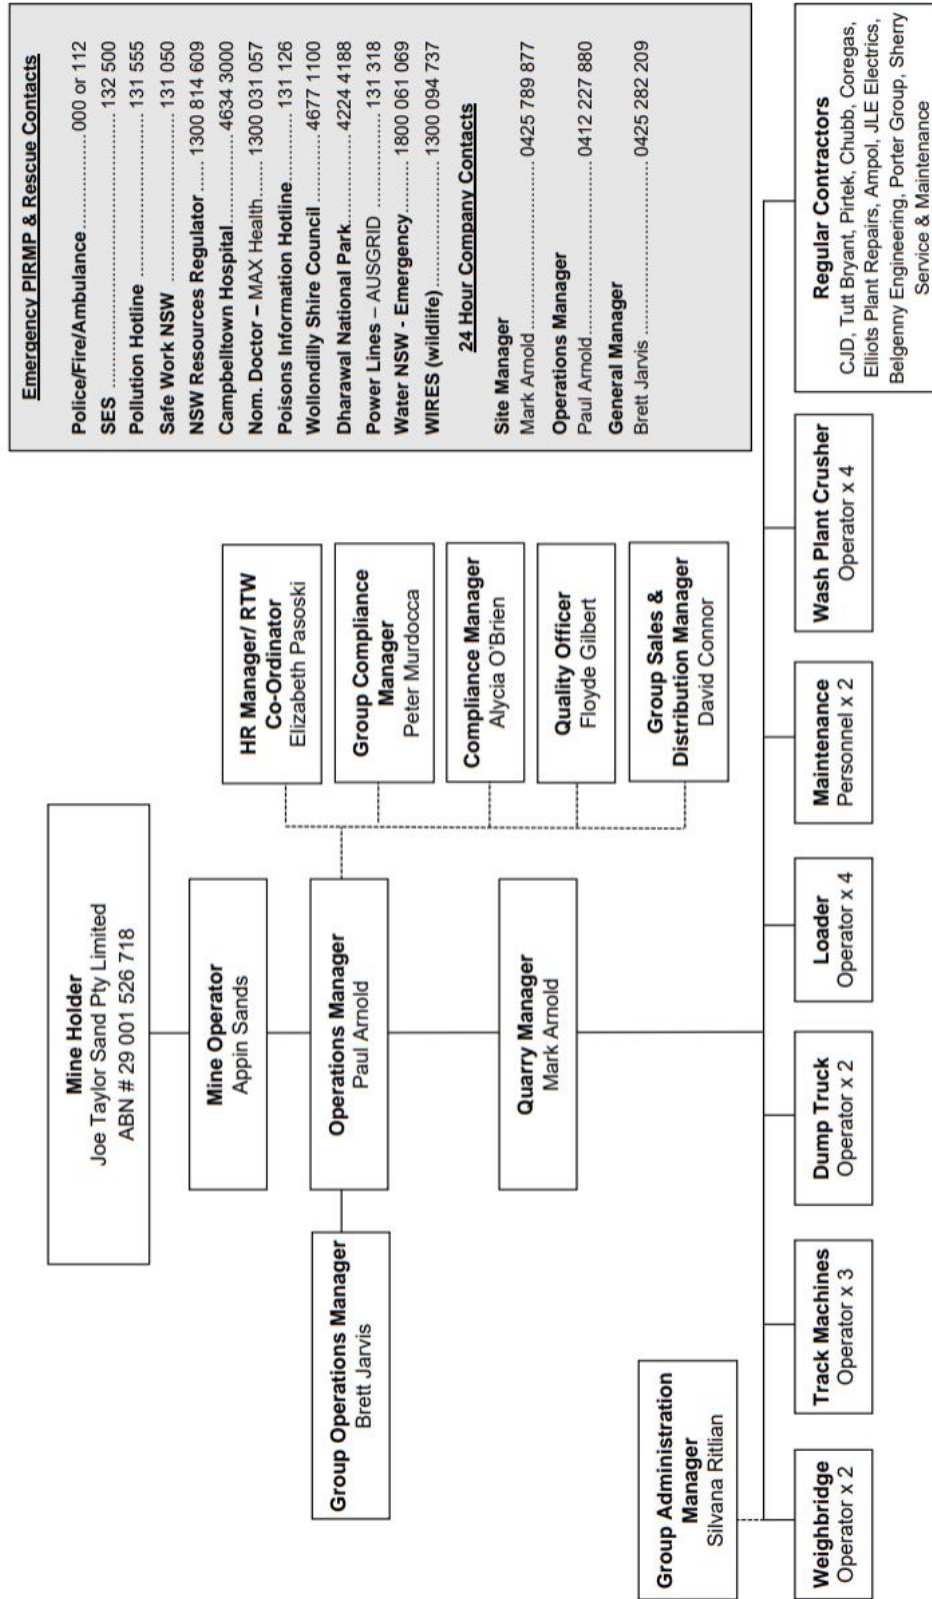 Mine Holder
Joe Taylor Sand Pty Limited
ABN # 29 001 526 718
Mine Operator
Appin Sands
Group Operations Manager
Brett Jarvis
Operations Manager
Paul Arnold
Quarry Manager
Mark Arnold
HR Manager/ RTW
Co-Ordinator
Elizabeth Pasoski
Group Compliance
Manager
Peter Murdocca
Compliance Manager
Alycia O'Brien
Quality Officer
Floyde Gilbert
Group Sales &
Distribution Manager
David Connor
Emergency PIRMP & Rescue Contacts
Police/Fire/Ambulance.......... 000 or 112
SES .......... 132 500
Pollution Hotline .......... 131 555
Safe Work NSW .......... 131 050
NSW Resources Regulator ..... 1300 814 609
Campbelltown Hospital.......... 4634 3000
Nom. Doctor – MAX Health....... 1300 031 057
Poisons Information Hotline.......... 131 126
Wollondilly Shire Council ......... 4677 1100
Dharawal National Park.......... 4224 4188
Power Lines – AUSGRID ......... 131 318
Water NSW - Emergency....... 1800 061 069
WIRES (wildlife).......... 1300 094 737
24 Hour Company Contacts
Site Manager
Mark Arnold.......... 0425 789 877
Operations Manager
Paul Arnold.......... 0412 227 880
General Manager
Brett Jarvis.......... 0425 282 209
Group Administration
Manager
Silvana Ritlian
Weighbridge
Operator x 2
Track Machines
Operator x 3
Dump Truck
Operator x 2
Loader
Operator x 4
Maintenance
Personnel x 2
Wash Plant Crusher
Operator x 4
Regular Contractors
CJD, Tutt Bryant, Pirtek, Chubb, Coregas,
Elliots Plant Repairs, Ampol, JLE Electrics,
Belgenny Engineering, Porter Group, Sherry
Service & Maintenance